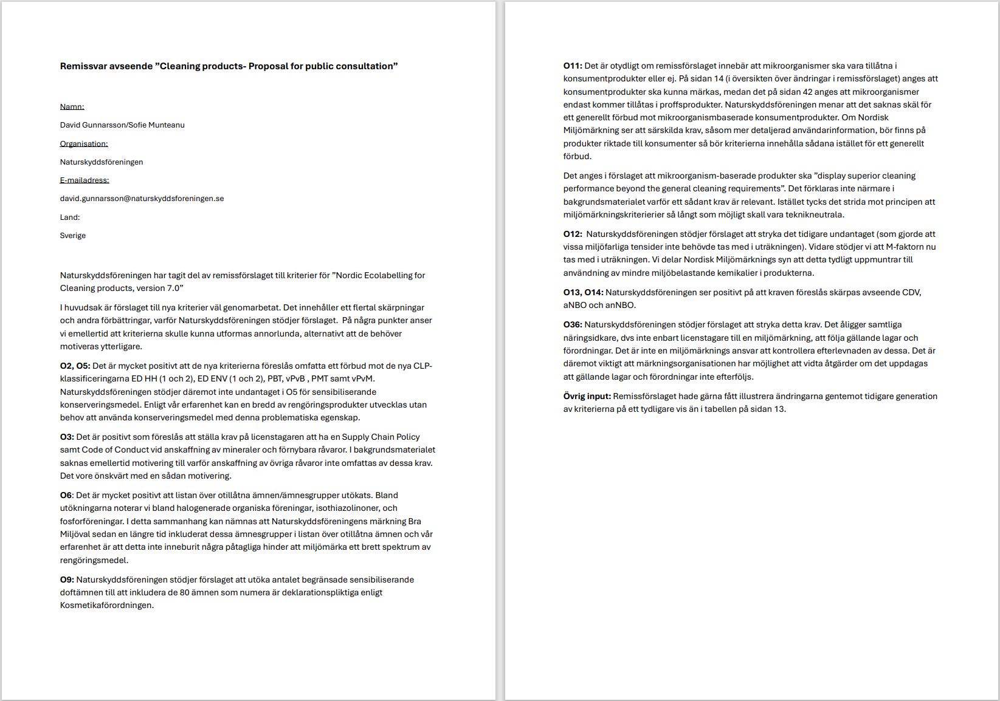 Remissvar avseende ”Cleaning products- Proposal for public consultation”
Namn:
David Gunnarsson/Sofie Munteanu
Organisation:
Naturskyddsföreningen
E-mailadress:
david.gunnarsson@naturskyddsforeningen.se
Land:
Sverige
Naturskyddsföreningen har tagit del av remissförslaget till kriterier för ”Nordic Ecolabelling for
Cleaning products, version 7.0”
I huvudsak är förslaget till nya kriterier väl genomarbetat. Det innehåller ett flertal skärpningar
och andra förbättringar, varför Naturskyddsföreningen stödjer förslaget.  På några punkter anser
vi emellertid att kriterierna skulle kunna utformas annorlunda, alternativt att de behöver
motiveras ytterligare.
O2, O5: Det är mycket positivt att de nya kriterierna föreslås omfatta ett förbud mot de nya CLP-
klassificeringarna ED HH (1 och 2), ED ENV (1 och 2), PBT, vPvB , PMT samt vPvM.
Naturskyddsföreningen stödjer däremot inte undantaget i O5 för sensibiliserande
konserveringsmedel. Enligt vår erfarenhet kan en bredd av rengöringsprodukter utvecklas utan
behov att använda konserveringsmedel med denna problematiska egenskap.
O3: Det är positivt som föreslås att ställa krav på licenstagaren att ha en Supply Chain Policy
samt Code of Conduct vid anskaffning av mineraler och förnybara råvaror. I bakgrundsmaterialet
saknas emellertid motivering till varför anskaffning av övriga råvaror inte omfattas av dessa krav.
Det vore önskvärt med en sådan motivering.
O6: Det är mycket positivt att listan över otillåtna ämnen/ämnesgrupper utökats. Bland
utökningarna noterar vi bland halogenerade organiska föreningar, isothiazolinoner, och
fosforföreningar. I detta sammanhang kan nämnas att Naturskyddsföreningens märkning Bra
Miljöval sedan en längre tid inkluderat dessa ämnesgrupper i listan över otillåtna ämnen och vår
erfarenhet är att detta inte inneburit några påtagliga hinder att miljömärka ett brett spektrum av
rengöringsmedel.
O9: Naturskyddsföreningen stödjer förslaget att utöka antalet begränsade sensibiliserande
doftämnen till att inkludera de 80 ämnen som numera är deklarationspliktiga enligt
Kosmetikaförordningen.
O11: Det är otydligt om remissförslaget innebär att mikroorganismer ska vara tillåtna i
konsumentprodukter eller ej. På sidan 14 (i översikten över ändringar i remissförslaget) anges att
konsumentprodukter ska kunna märkas, medan det på sidan 42 anges att mikroorganismer
endast kommer tillåtas i proffsprodukter. Naturskyddsföreningen menar att det saknas skäl för
ett generellt förbud mot mikroorganismbaserade konsumentprodukter. Om Nordisk
Miljömärkning ser att särskilda krav, såsom mer detaljerad användarinformation, bör finns på
produkter riktade till konsumenter så bör kriterierna innehålla sådana istället för ett generellt
förbud.
Det anges i förslaget att mikroorganism-baserade produkter ska ”display superior cleaning
performance beyond the general cleaning requirements”. Det förklaras inte närmare i
bakgrundsmaterialet varför ett sådant krav är relevant. Istället tycks det strida mot principen att
miljömärkningskriterierier så långt som möjligt skall vara teknikneutrala.
O12:  Naturskyddsföreningen stödjer förslaget att stryka det tidigare undantaget (som gjorde att
vissa miljöfarliga tensider inte behövde tas med i uträkningen). Vidare stödjer vi att M-faktorn nu
tas med i uträkningen. Vi delar Nordisk Miljömärknings syn att detta tydligt uppmuntrar till
användning av mindre miljöbelastande kemikalier i produkterna.
O13, O14: Naturskyddsföreningen ser positivt på att kraven föreslås skärpas avseende CDV,
aNBO och anNBO.
O36: Naturskyddsföreningen stödjer förslaget att stryka detta krav. Det åligger samtliga
näringsidkare, dvs inte enbart licenstagare till en miljömärkning, att följa gällande lagar och
förordningar. Det är inte en miljömärknings ansvar att kontrollera efterlevnaden av dessa. Det är
däremot viktigt att märkningsorganisationen har möjlighet att vidta åtgärder om det uppdagas
att gällande lagar och förordningar inte efterföljs.
Övrig input: Remissförslaget hade gärna fått illustrera ändringarna gentemot tidigare generation
av kriterierna på ett tydligare vis än i tabellen på sidan 13.